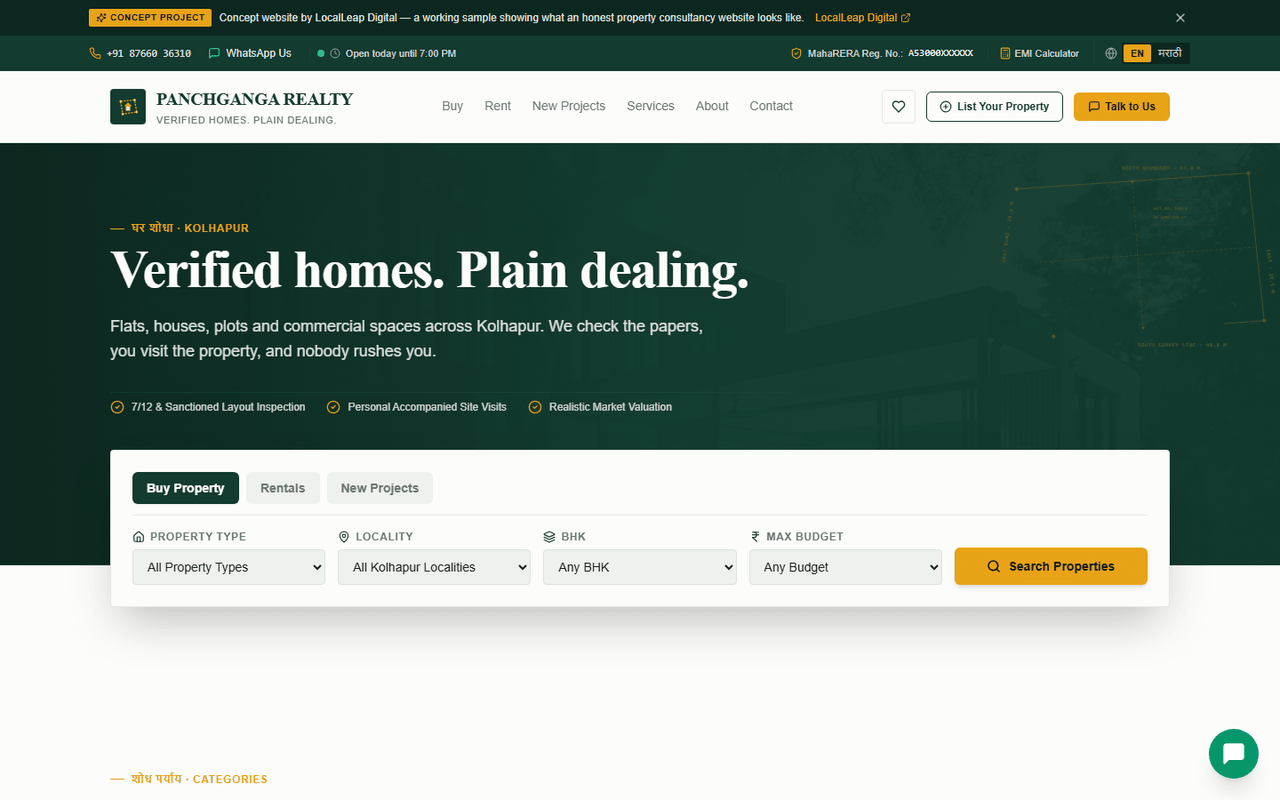 CONCEPT PROJECT Concept website by LocalLeap Digital — a working sample showing what an honest property consultancy website looks like. LocalLeap Digital
+91 87660 36310 WhatsApp Us Open today until 7:00 PM MahaRERA Reg. No.: A53000XXXXXX EMI Calculator EN मराठी
PANCHGANGA REALTY
VERIFIED HOMES. PLAIN DEALING.
Buy Rent New Projects Services About Contact List Your Property Talk to Us
घर शोधा · KOLHAPUR
Verified homes. Plain dealing.
Flats, houses, plots and commercial spaces across Kolhapur. We check the papers,
you visit the property, and nobody rushes you.
7/12 & Sanctioned Layout Inspection Personal Accompanied Site Visits Realistic Market Valuation
Buy Property Rentals New Projects
PROPERTY TYPE LOCALITY BHK MAX BUDGET
All Property Types All Kolhapur Localities Any BHK Any Budget Search Properties
शोध पर्याय · CATEGORIES